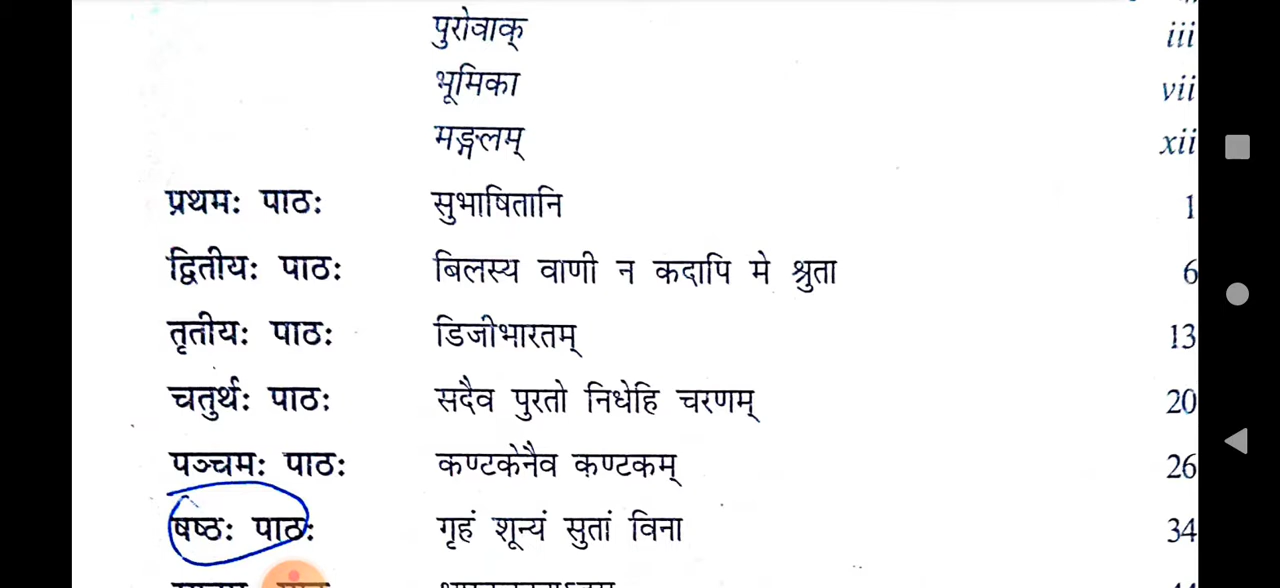 पुरोवाक् iii
भूमिका vii
मङ्गलम् xii
प्रथमः पाठः सुभाषितानि 1
द्वितीयः पाठः बिलस्य वाणी न कदापि मे श्रुता 6
तृतीयः पाठः डिजीभारतम् 13
चतुर्थः पाठः सदैव पुरतो निधेहि चरणम् 20
पञ्चमः पाठः कण्टकेनैव कण्टकम् 26
षष्ठः पाठः गृहं शून्यं सुतां विना 34